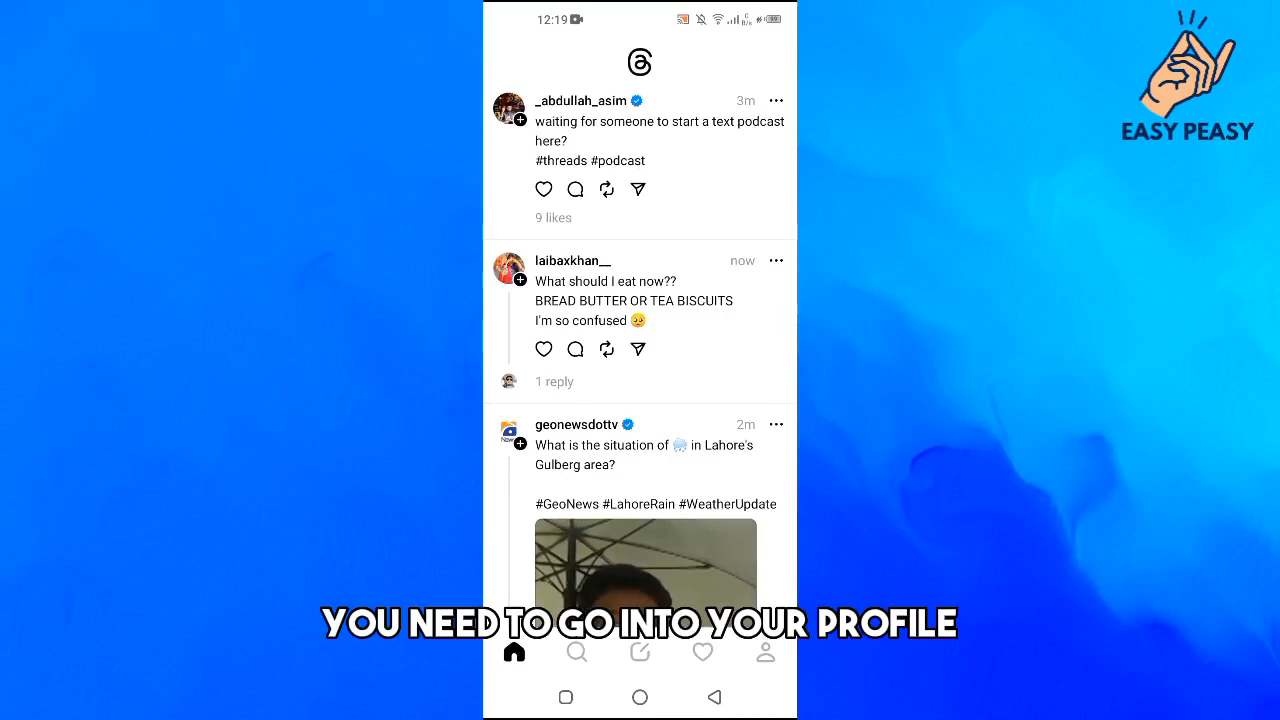 12:19
_abdullah_asim
3m
waiting for someone to start a text podcast
here?
#threads #podcast
9 likes
laibaxkhan__
now
What should I eat now??
BREAD BUTTER OR TEA BISCUITS
I'm so confused 🥺
1 reply
geonewsdottv
2m
What is the situation of 🌧 in Lahore's
Gulberg area?
#GeoNews #LahoreRain #WeatherUpdate
YOU NEED TO GO INTO YOUR PROFILE
EASY PEASY